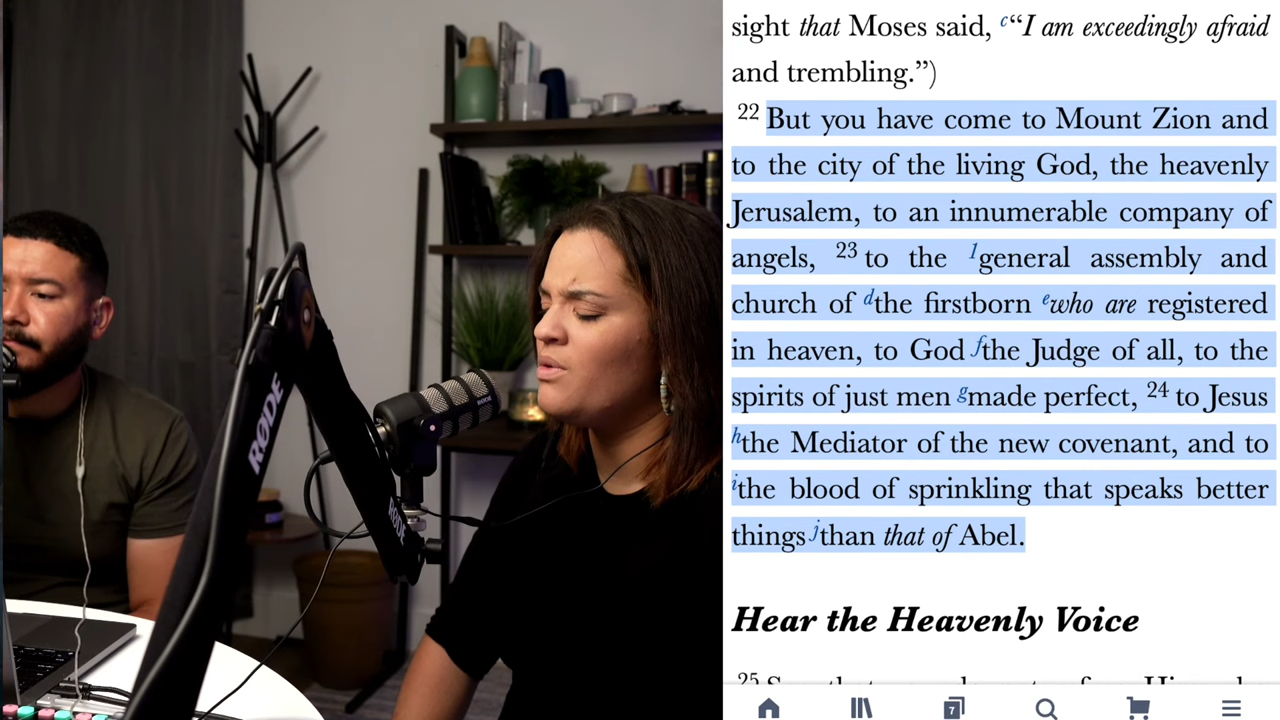 sight that Moses said, c“I am exceedingly afraid
and trembling.”)
22 But you have come to Mount Zion and
to the city of the living God, the heavenly
Jerusalem, to an innumerable company of
angels, 23 to the 1general assembly and
church of dthe firstborn ewho are registered
in heaven, to God fthe Judge of all, to the
spirits of just men gmade perfect, 24 to Jesus
hthe Mediator of the new covenant, and to
ithe blood of sprinkling that speaks better
things jthan that of Abel.
Hear the Heavenly Voice
25
7
RØDE
RØDE
RØDE